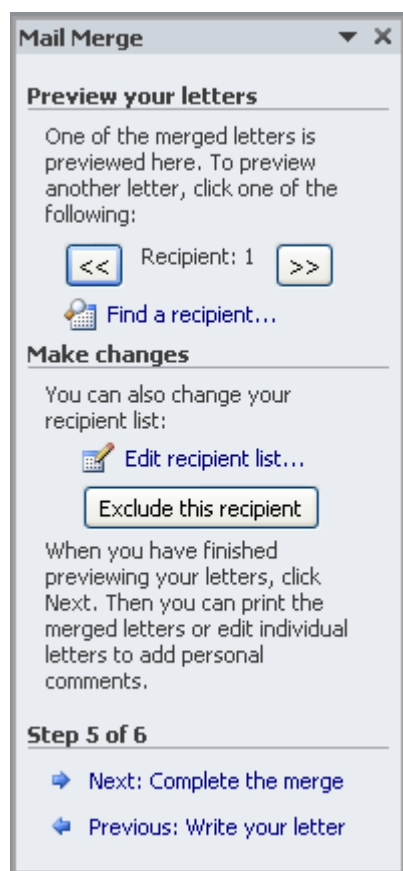 Mail Merge
Preview your letters
One of the merged letters is
previewed here. To preview
another letter, click one of the
following:
<< Recipient: 1 >>
Find a recipient...
Make changes
You can also change your
recipient list:
Edit recipient list...
Exclude this recipient
When you have finished
previewing your letters, click
Next. Then you can print the
merged letters or edit individual
letters to add personal
comments.
Step 5 of 6
Next: Complete the merge
Previous: Write your letter